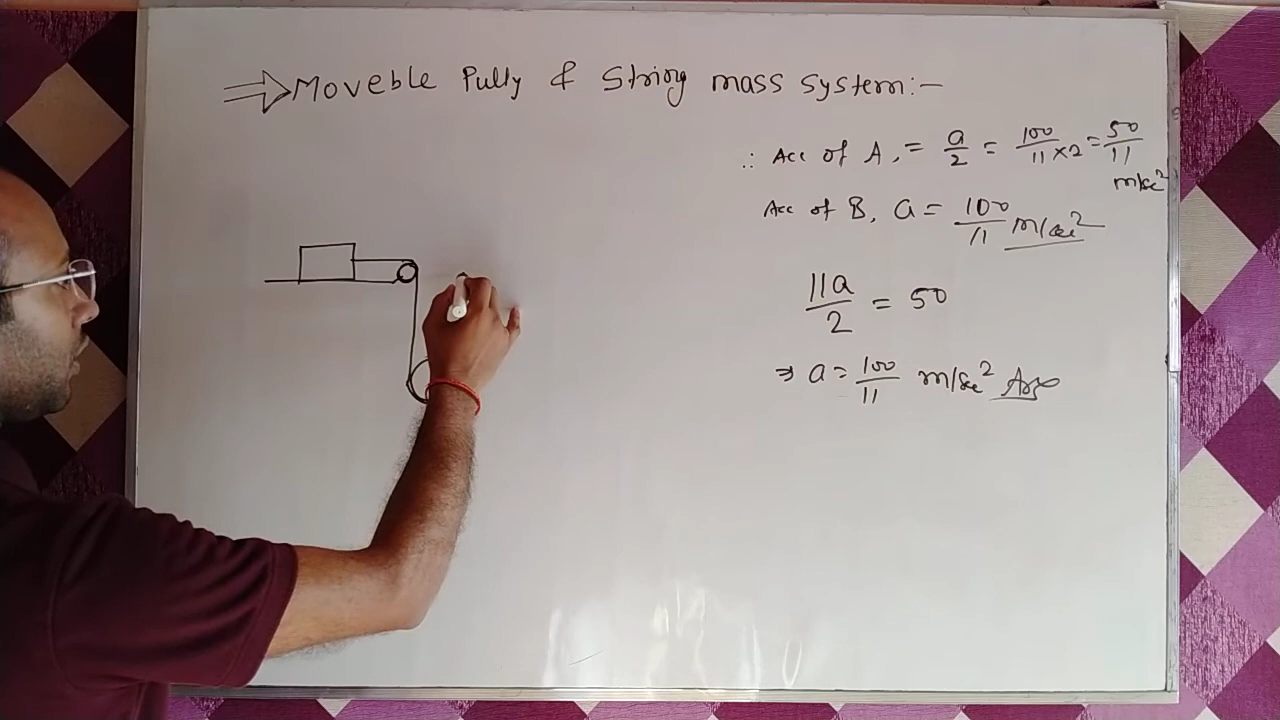 ⇒ Moveble Pully & String mass system:-
∴ Acc of A, = a/2 = 100/11×2 = 50/11 m/sec²
Acc of B, a = 100/11 m/sec²
11a/2 = 50
⇒ a = 100/11 m/sec² Ans